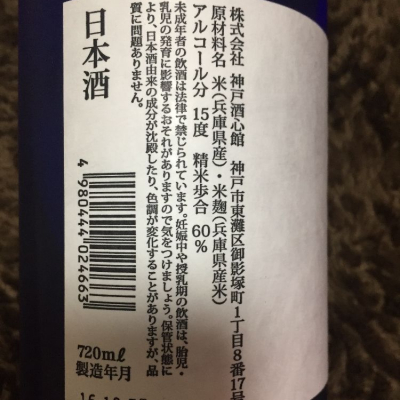 株式会社 神戸酒心館 神戸市東灘区御影塚町1丁目8番17号
原材料名 米(兵庫県産)・米麹(兵庫県産米)
アルコール分 15度 精米歩合 60%
未成年者の飲酒は法律で禁じられています。妊娠中や授乳期の飲酒は、胎児・
乳児の発育に影響するおそれがありますので気をつけましょう。保管状態に
より、日本酒由来の成分が沈殿したり、色調が変化することがありますが、品
質に問題ありません。
日本酒
4980444024663
720mℓ
製造年月